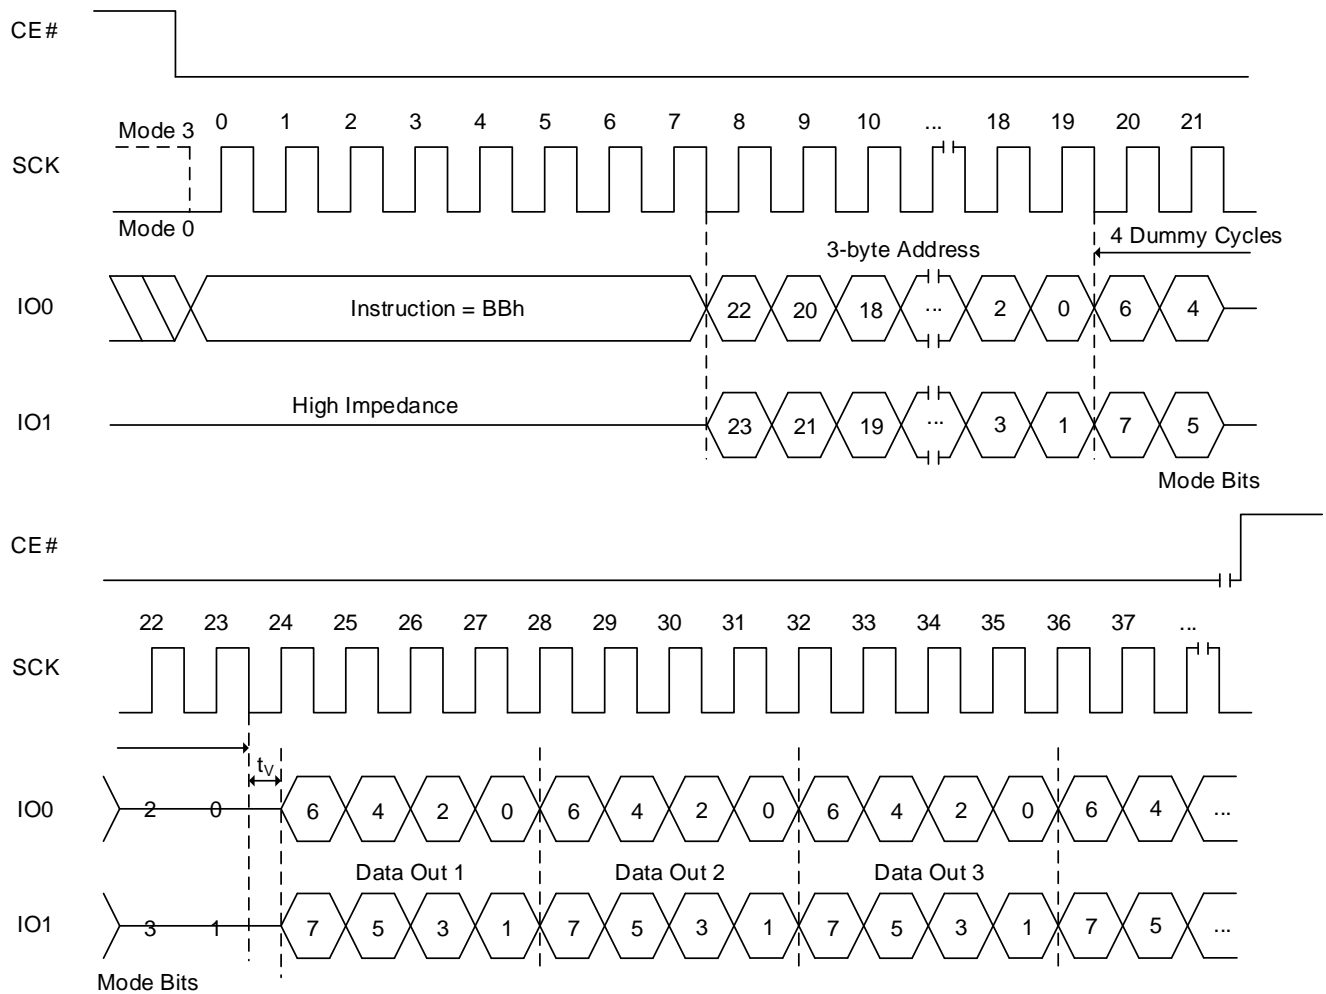 CE#
Mode 3 0 1 2 3 4 5 6 7 8 9 10 ... 18 19 20 21
SCK
Mode 0
3-byte Address 4 Dummy Cycles
IO0 Instruction = BBh 22 20 18 ... 2 0 6 4
High Impedance
IO1 23 21 19 ... 3 1 7 5
Mode Bits
CE#
22 23 24 25 26 27 28 29 30 31 32 33 34 35 36 37 ...
SCK
tV
IO0 2 0 6 4 2 0 6 4 2 0 6 4 2 0 6 4 ...
Data Out 1 Data Out 2 Data Out 3
IO1 3 1 7 5 3 1 7 5 3 1 7 5 3 1 7 5 ...
Mode Bits